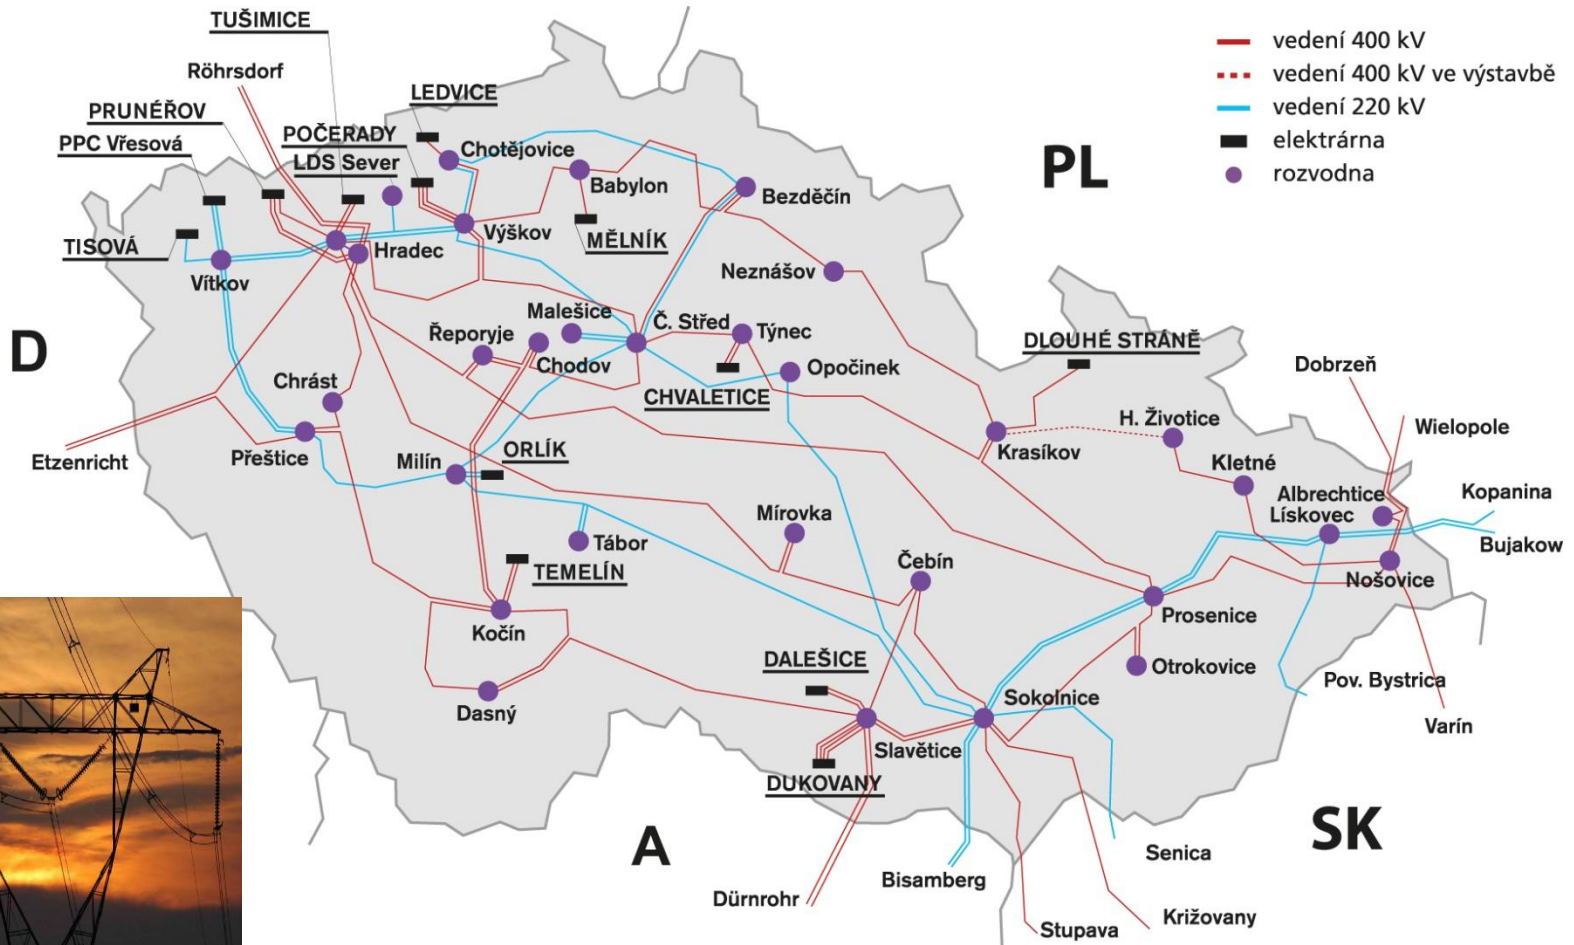 TUŠIMICE
Röhrsdorf
PRUNÉŘOV
PPC Vřesová
LEDVICE
POČERADY
LDS Sever
Chotějovice
Babylon
Bezděčín
TISOVÁ
Vítkov
Hradec
Výškov
MĚLNÍK
Neznášov
vedení 400 kV
vedení 400 kV ve výstavbě
vedení 220 kV
elektrárna
rozvodna
PL
D
Malešice
Č. Střed
Týnec
Řeporyje
Chodov
Opočinek
CHVALETICE
DLOUHÉ STRÁNĚ
Dobrzeň
Chrást
Přeštice
Etzenricht
Milín
ORLÍK
Krasíkov
H. Životice
Wielopole
Kletné
Albrechtice
Lískovec
Kopanina
Bujakow
Mírovka
Tábor
TEMELÍN
Čebín
Nošovice
Prosenice
Kočín
Otrokovice
DALEŠICE
Sokolnice
Pov. Bystrica
Dasný
Varín
Slavětice
DUKOVANY
SK
A
Senica
Bisamberg
Dürnrohr
Križovany
Stupava